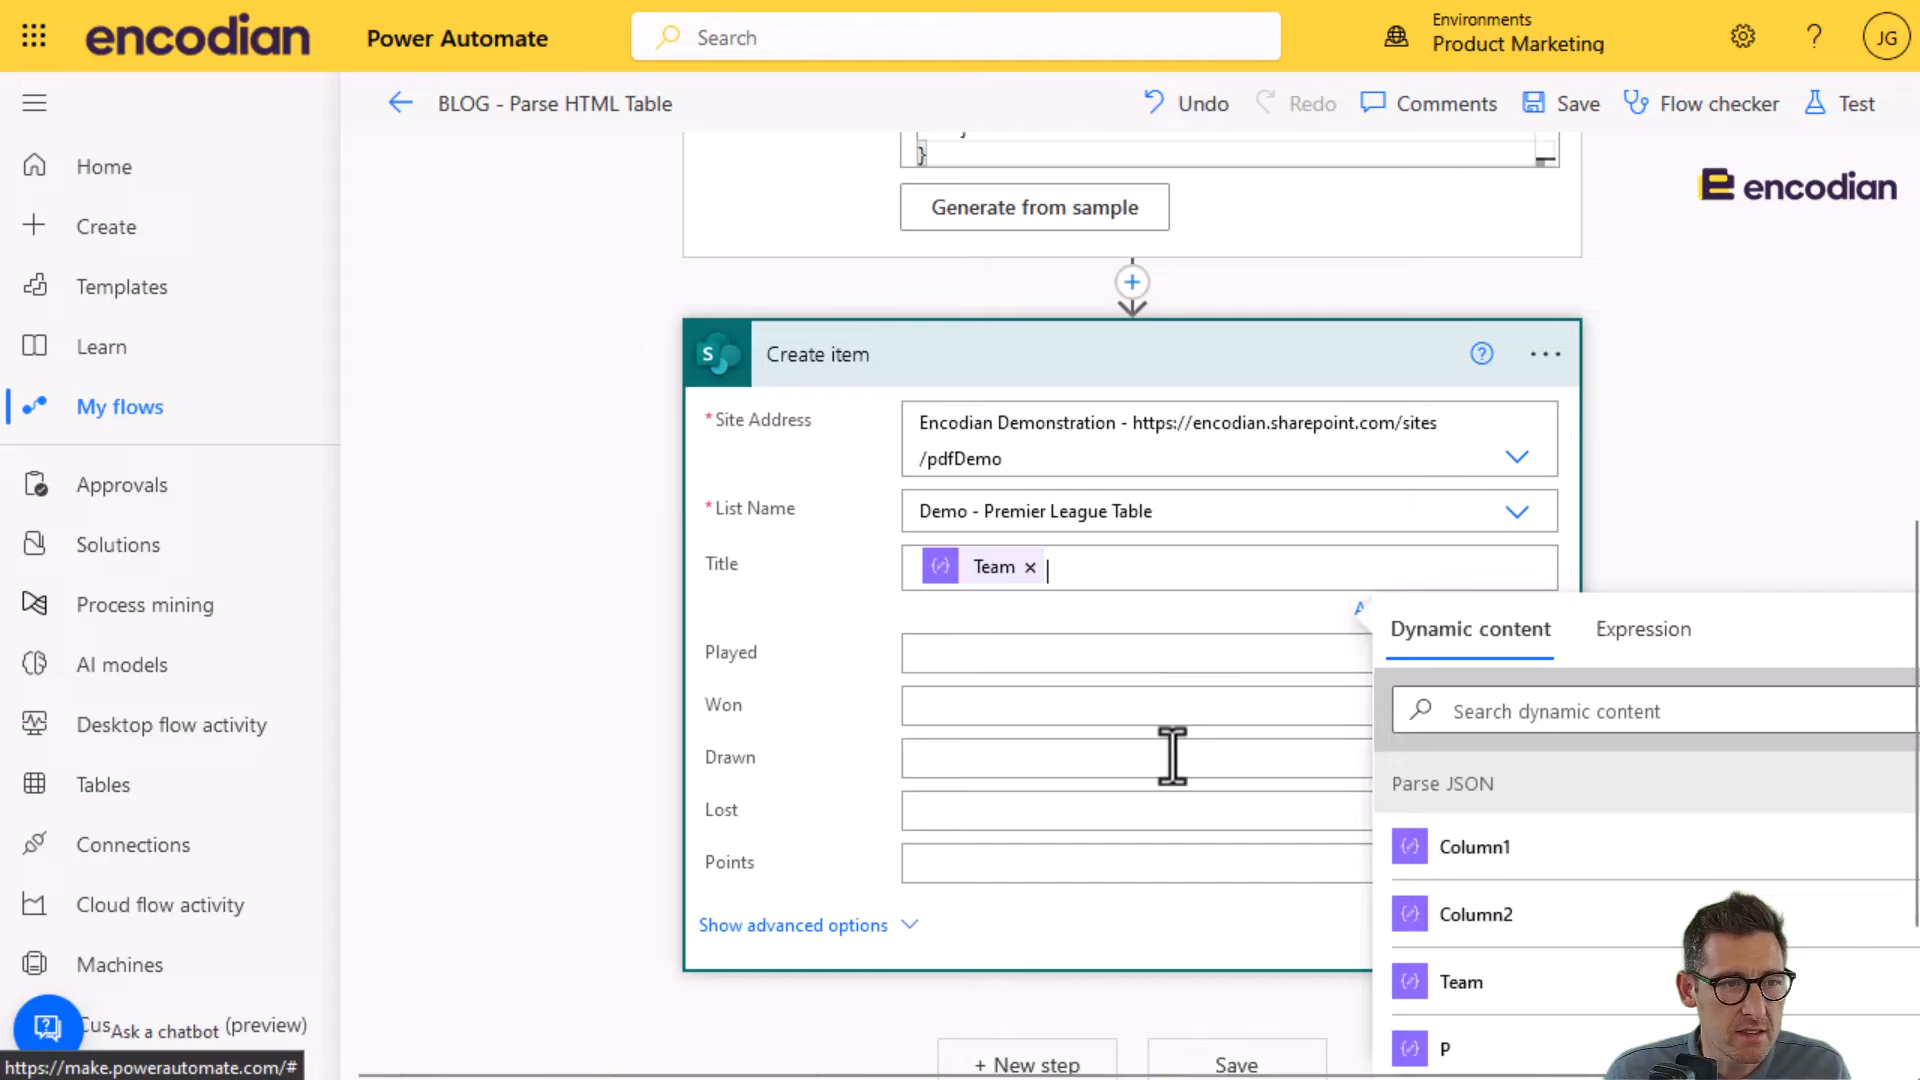 encodian
Power Automate
Search
Environments
Product Marketing
?
JG
BLOG - Parse HTML Table
Undo
Redo
Comments
Save
Flow checker
Test
Home
Create
Templates
Learn
My flows
Approvals
Solutions
Process mining
AI models
Desktop flow activity
Tables
Connections
Cloud flow activity
Machines
Cus Ask a chatbot (preview)
https://make.powerautomate.com/#
}
Generate from sample
encodian
S
Create item
?
...
* Site Address
Encodian Demonstration - https://encodian.sharepoint.com/sites
/pdfDemo
* List Name
Demo - Premier League Table
Title
Team ×
Played
Won
Drawn
Lost
Points
Show advanced options
+ New step
Save
Dynamic content
Expression
Search dynamic content
Parse JSON
Column1
Column2
Team
P